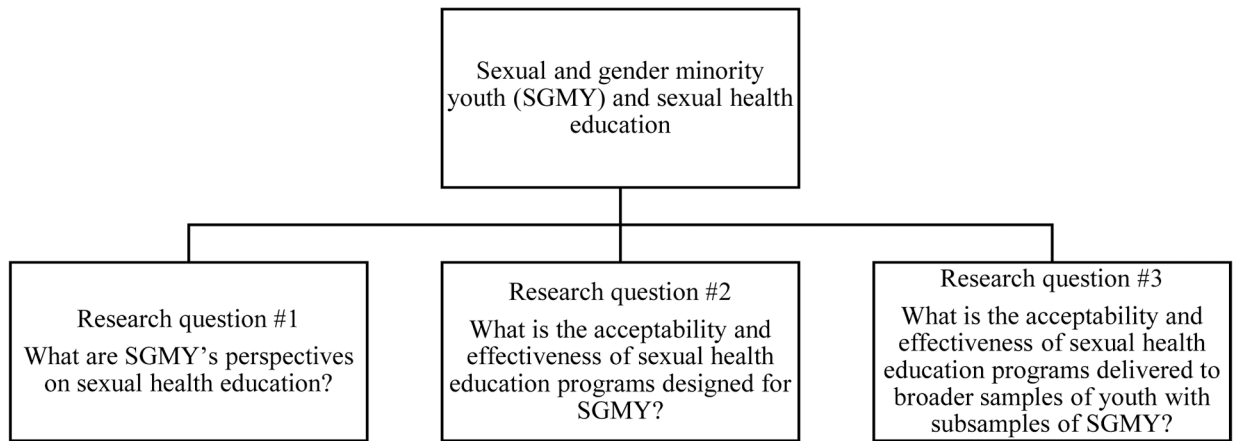 Sexual and gender minority
youth (SGMY) and sexual health
education
Research question #1
What are SGMY’s perspectives
on sexual health education?
Research question #2
What is the acceptability and
effectiveness of sexual health
education programs designed for
SGMY?
Research question #3
What is the acceptability and
effectiveness of sexual health
education programs delivered to
broader samples of youth with
subsamples of SGMY?